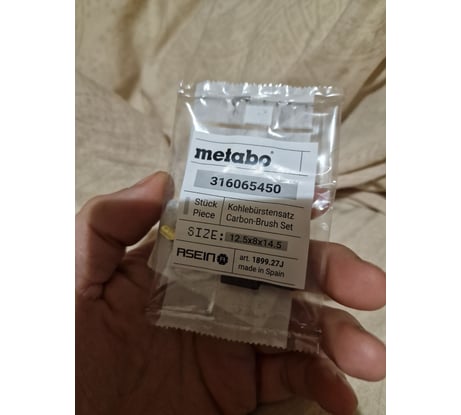 metabo
316065450
Stück Kohlebürstensatz
Piece Carbon-Brush Set
SIZE: 12.5x8x14.5
ASEIN art. 1899.27J
made in Spain